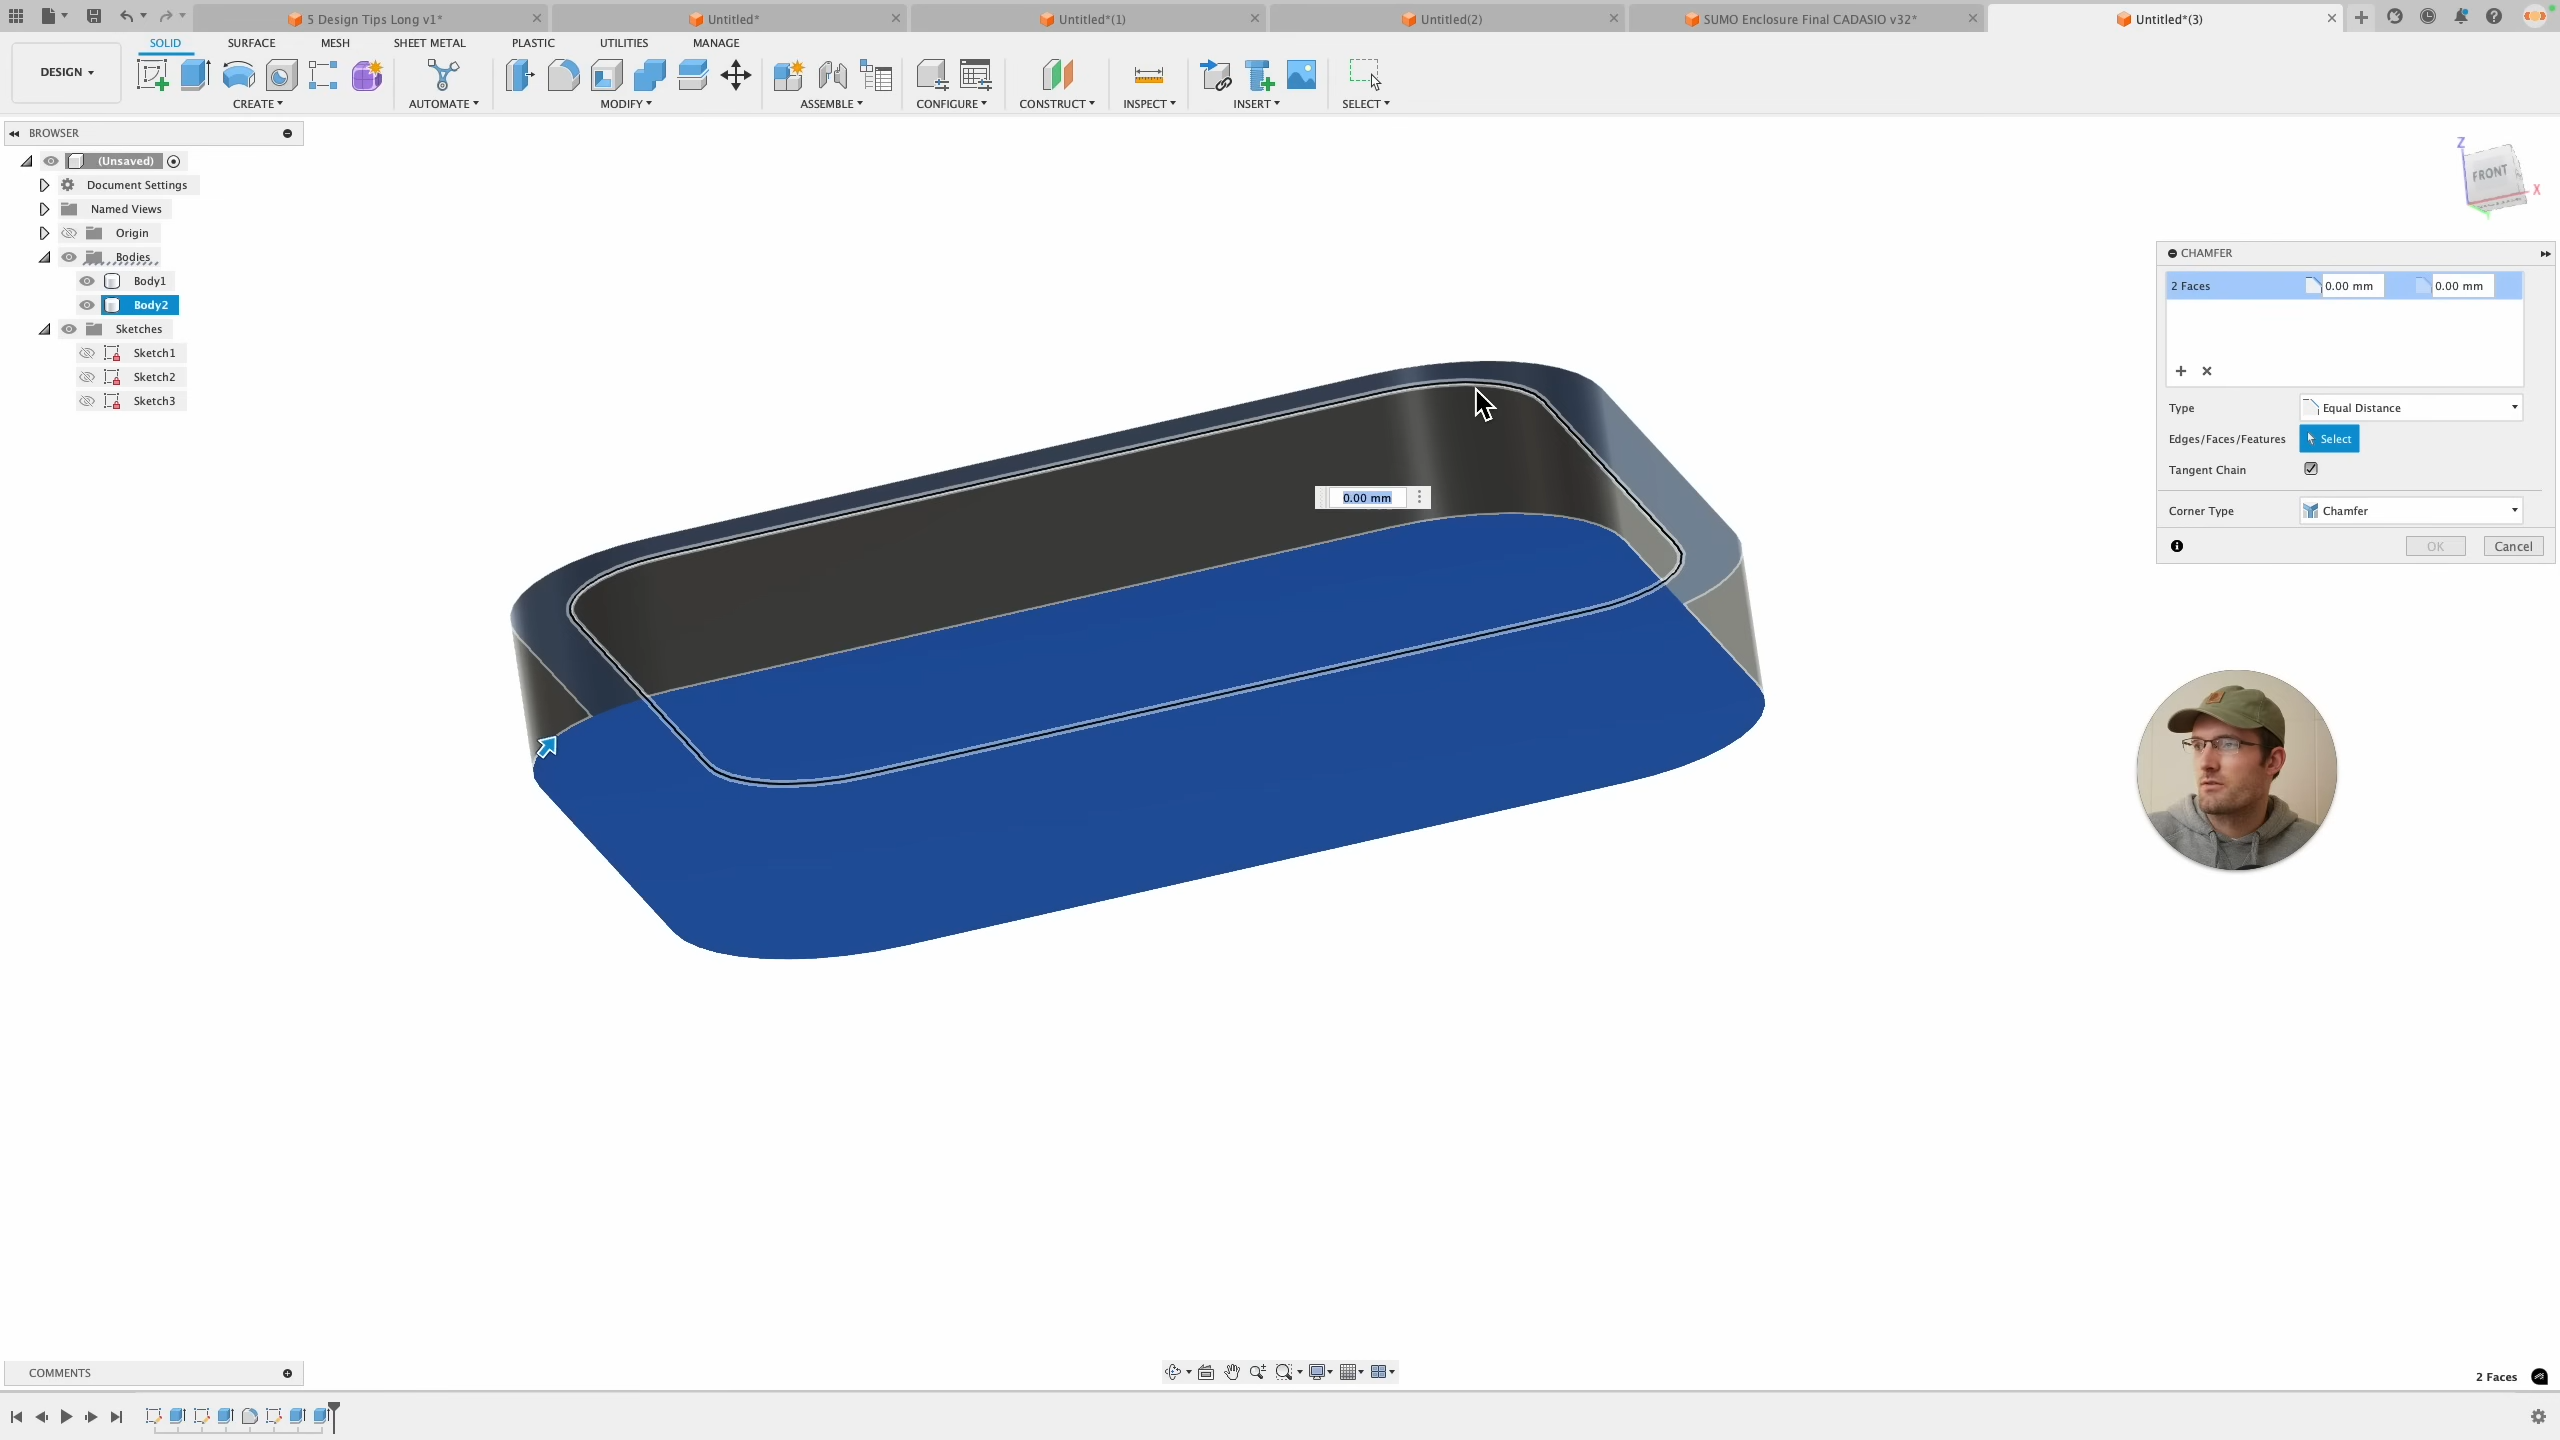 5 Design Tips Long v1*
Untitled*
Untitled*(1)
Untitled(2)
SUMO Enclosure Final CADASIO v32*
Untitled*(3)
DESIGN
SOLID
SURFACE
MESH
SHEET METAL
PLASTIC
UTILITIES
MANAGE
CREATE
AUTOMATE
MODIFY
ASSEMBLE
CONFIGURE
CONSTRUCT
INSPECT
INSERT
SELECT
BROWSER
(Unsaved)
Document Settings
Named Views
Origin
Bodies
Body1
Body2
Sketches
Sketch1
Sketch2
Sketch3
Z
FRONT
X
CHAMFER
2 Faces 0.00 mm 0.00 mm
Type Equal Distance
Edges/Faces/Features Select
Tangent Chain
Corner Type Chamfer
OK Cancel
0.00 mm
COMMENTS
2 Faces